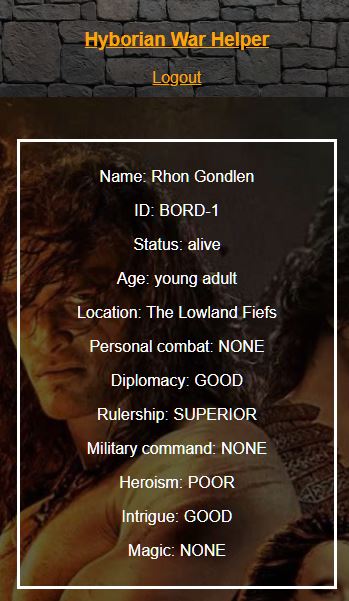 Hyborian War Helper
Logout
Name: Rhon Gondlen
ID: BORD-1
Status: alive
Age: young adult
Location: The Lowland Fiefs
Personal combat: NONE
Diplomacy: GOOD
Rulership: SUPERIOR
Military command: NONE
Heroism: POOR
Intrigue: GOOD
Magic: NONE